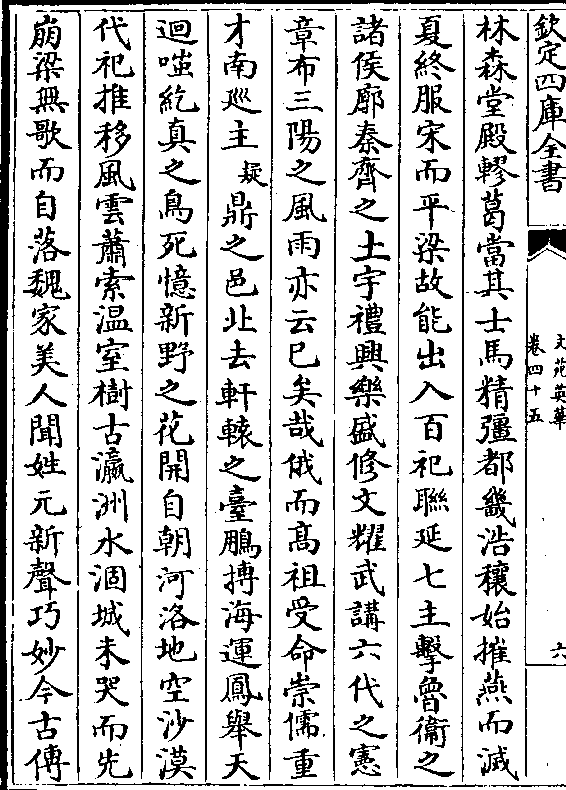 欽定四庫全書
文苑英華
卷四十五
六
林森堂殿轇葛當其士馬精彊都畿浩穰始摧燕而滅
夏終服宋而平梁故能出入百祀聯延七主擊魯衞之
諸侯廓秦齊之土宇禮興樂盛修文耀武講六代之憲
章布三陽之風雨亦云已矣哉俄而髙祖受命崇儒重
才南廵主疑鼎之邑北去軒轅之臺鵬摶海運鳳舉天
迴嗤紇真之鳥死憶新野之花開自朝河洛地空沙漠
代祀推移風雲蕭索温室樹古瀛洲水涸城未哭而先
崩梁無歌而自落魏家美人聞姓元新聲巧妙今古傳